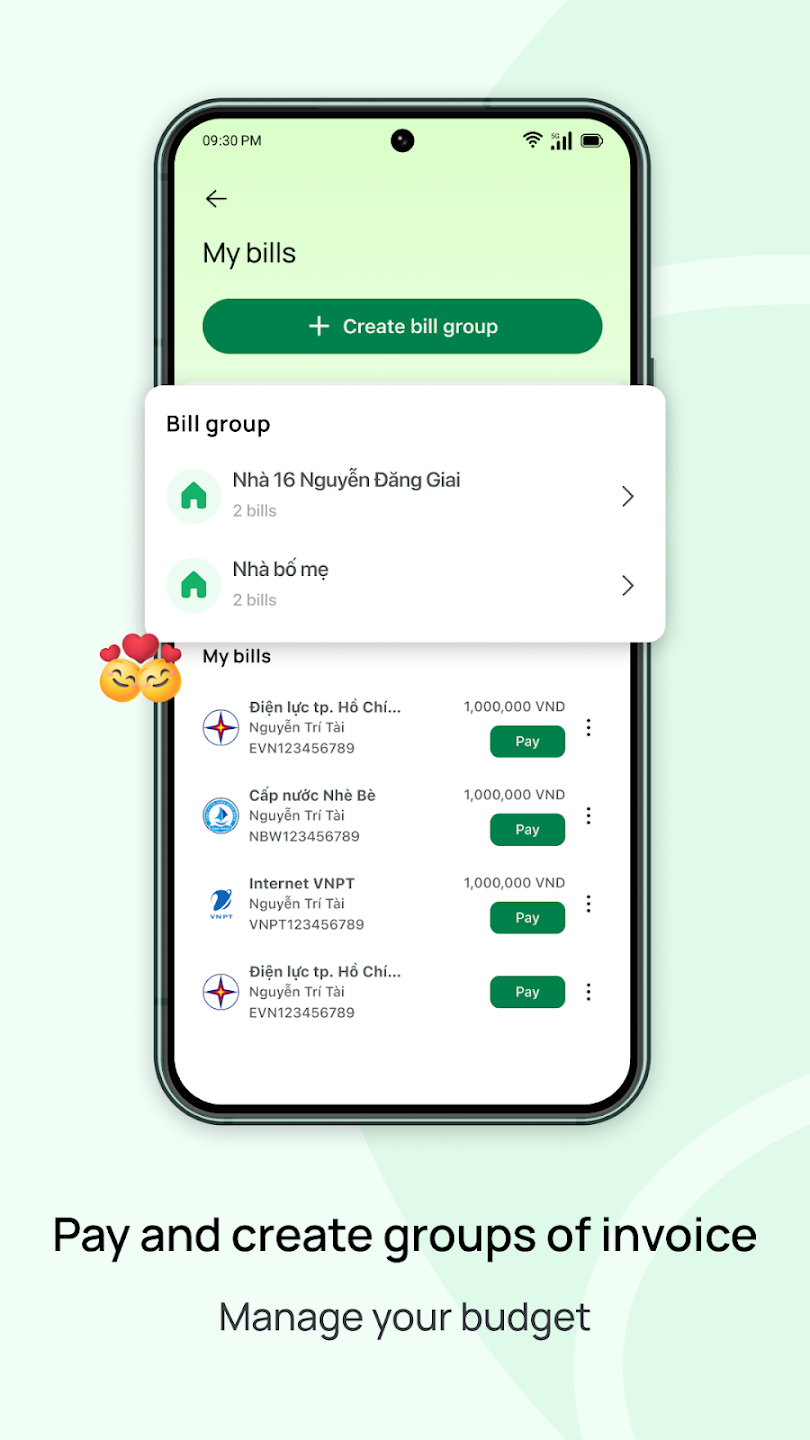 09:30 PM
5G
My bills
+ Create bill group
Bill group
Nhà 16 Nguyễn Đăng Giai
2 bills
Nhà bố mẹ
2 bills
My bills
Điện lực tp. Hồ Chí...
1,000,000 VND
Nguyễn Trí Tài
Pay
EVN123456789
Cấp nước Nhè Bè
1,000,000 VND
Nguyễn Trí Tài
Pay
NBW123456789
Internet VNPT
1,000,000 VND
Nguyễn Trí Tài
Pay
VNPT
VNPT123456789
Điện lực tp. Hồ Chí...
Nguyễn Trí Tài
Pay
EVN123456789
Pay and create groups of invoice
Manage your budget